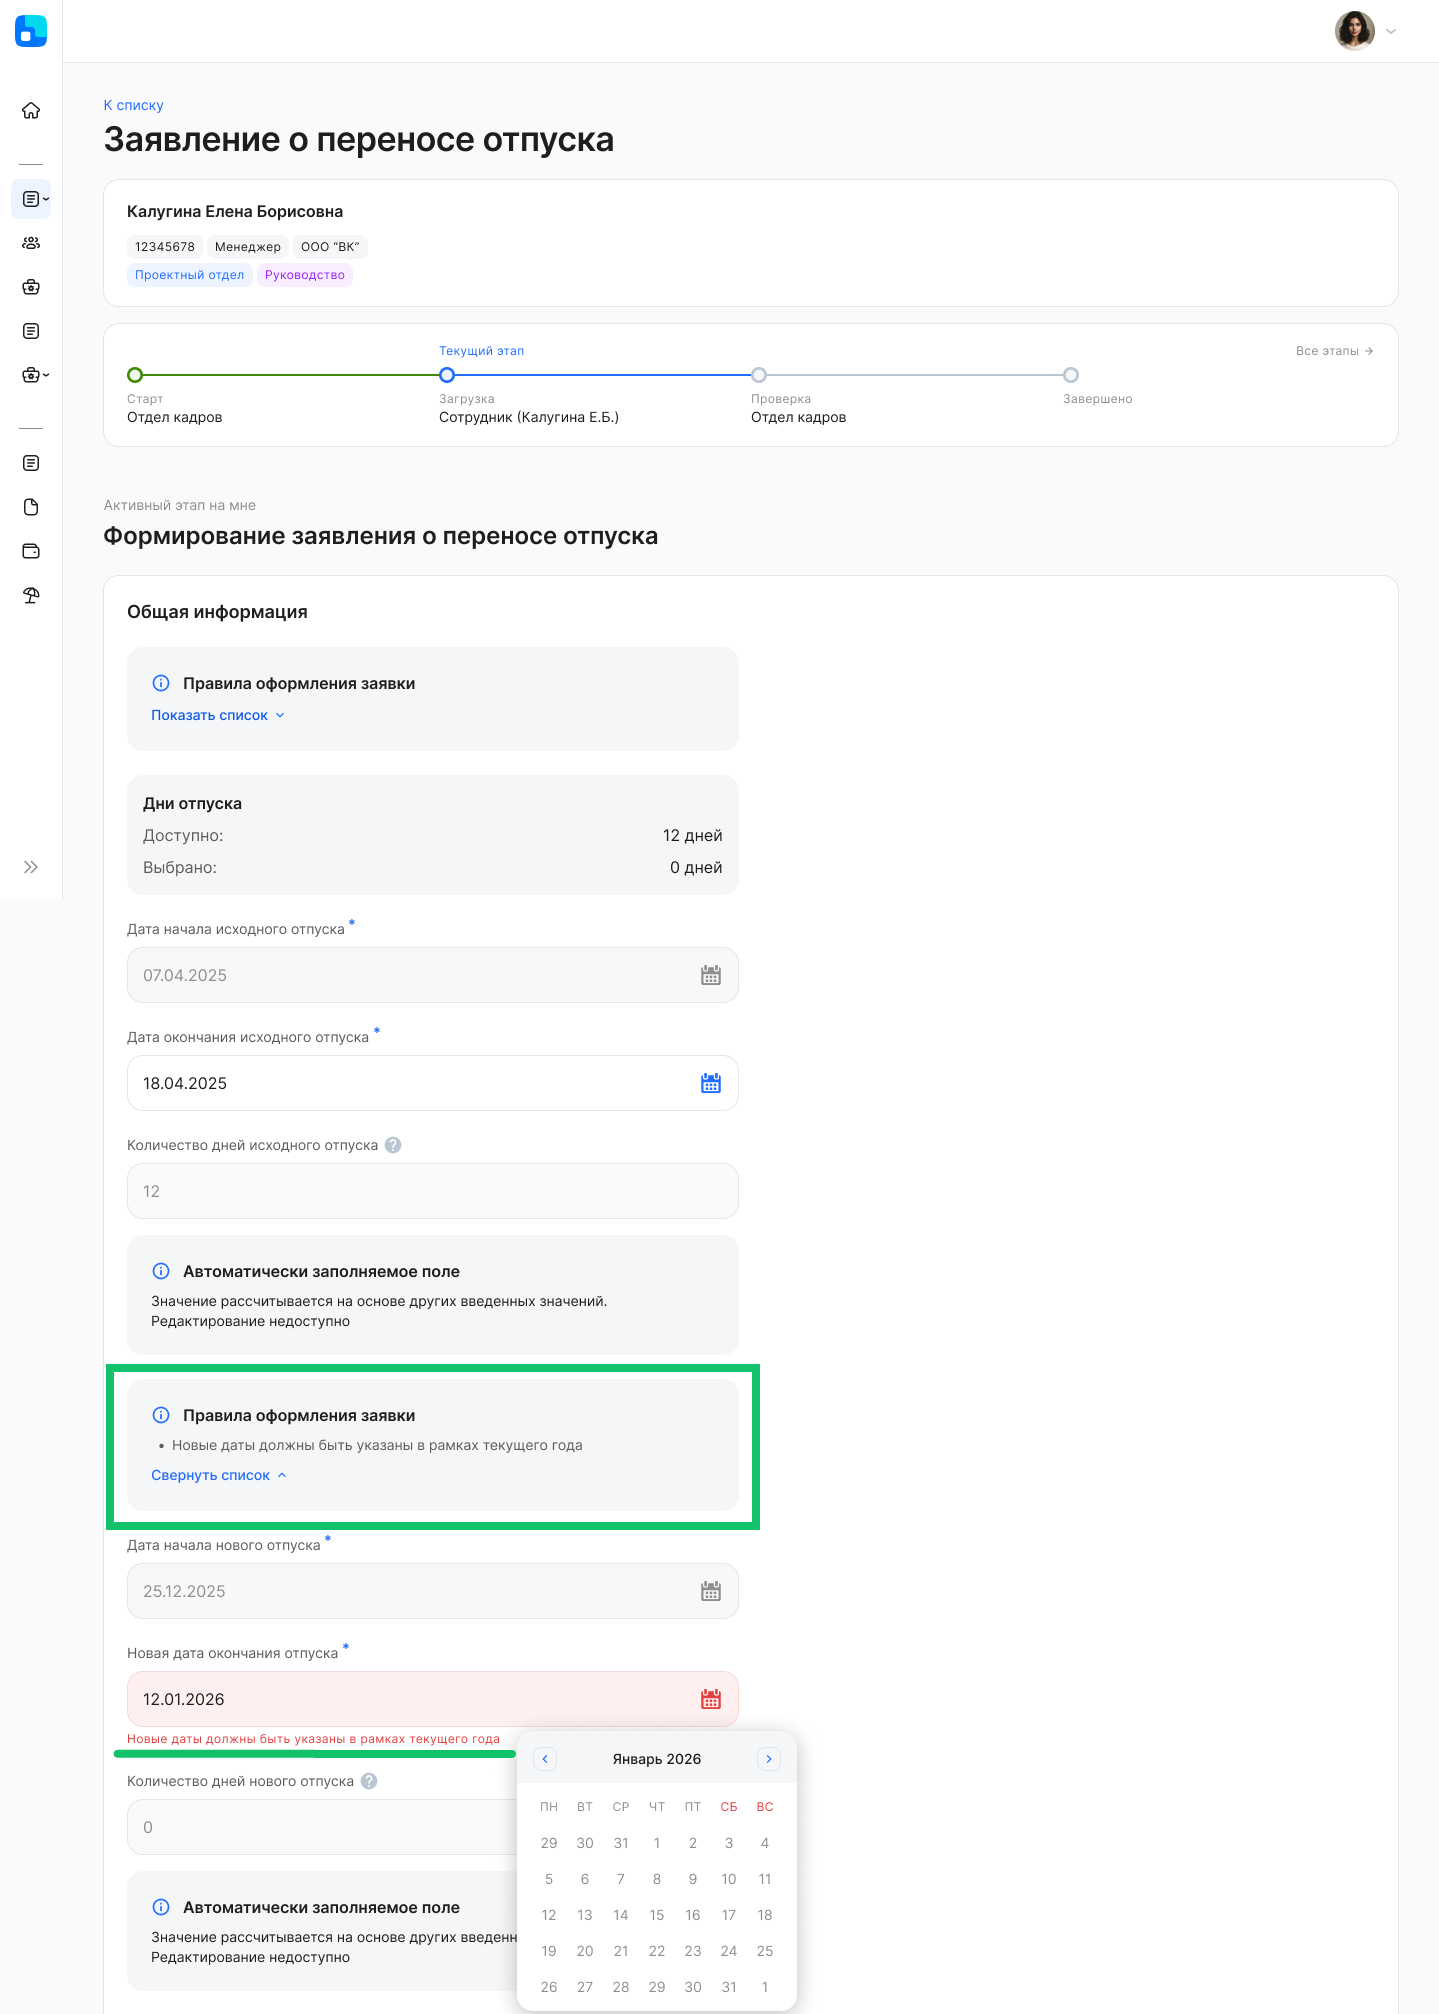 К списку
Заявление о переносе отпуска
Калугина Елена Борисовна
12345678 Менеджер ООО “ВК”
Проектный отдел Руководство
Текущий этап Все этапы →
Старт Загрузка Проверка Завершено
Отдел кадров Сотрудник (Калугина Е.Б.) Отдел кадров
Активный этап на мне
Формирование заявления о переносе отпуска
Общая информация
Правила оформления заявки
Показать список
Дни отпуска
Доступно: 12 дней
Выбрано: 0 дней
Дата начала исходного отпуска *
07.04.2025
Дата окончания исходного отпуска *
18.04.2025
Количество дней исходного отпуска ?
12
Автоматически заполняемое поле
Значение рассчитывается на основе других введенных значений.
Редактирование недоступно
Правила оформления заявки
• Новые даты должны быть указаны в рамках текущего года
Свернуть список
Дата начала нового отпуска *
25.12.2025
Новая дата окончания отпуска *
12.01.2026
Новые даты должны быть указаны в рамках текущего года
Количество дней нового отпуска ?
0
Автоматически заполняемое поле
Значение рассчитывается на основе других введенн
Редактирование недоступно
Январь 2026
ПН ВТ СР ЧТ ПТ СБ ВС
29 30 31 1 2 3 4
5 6 7 8 9 10 11
12 13 14 15 16 17 18
19 20 21 22 23 24 25
26 27 28 29 30 31 1